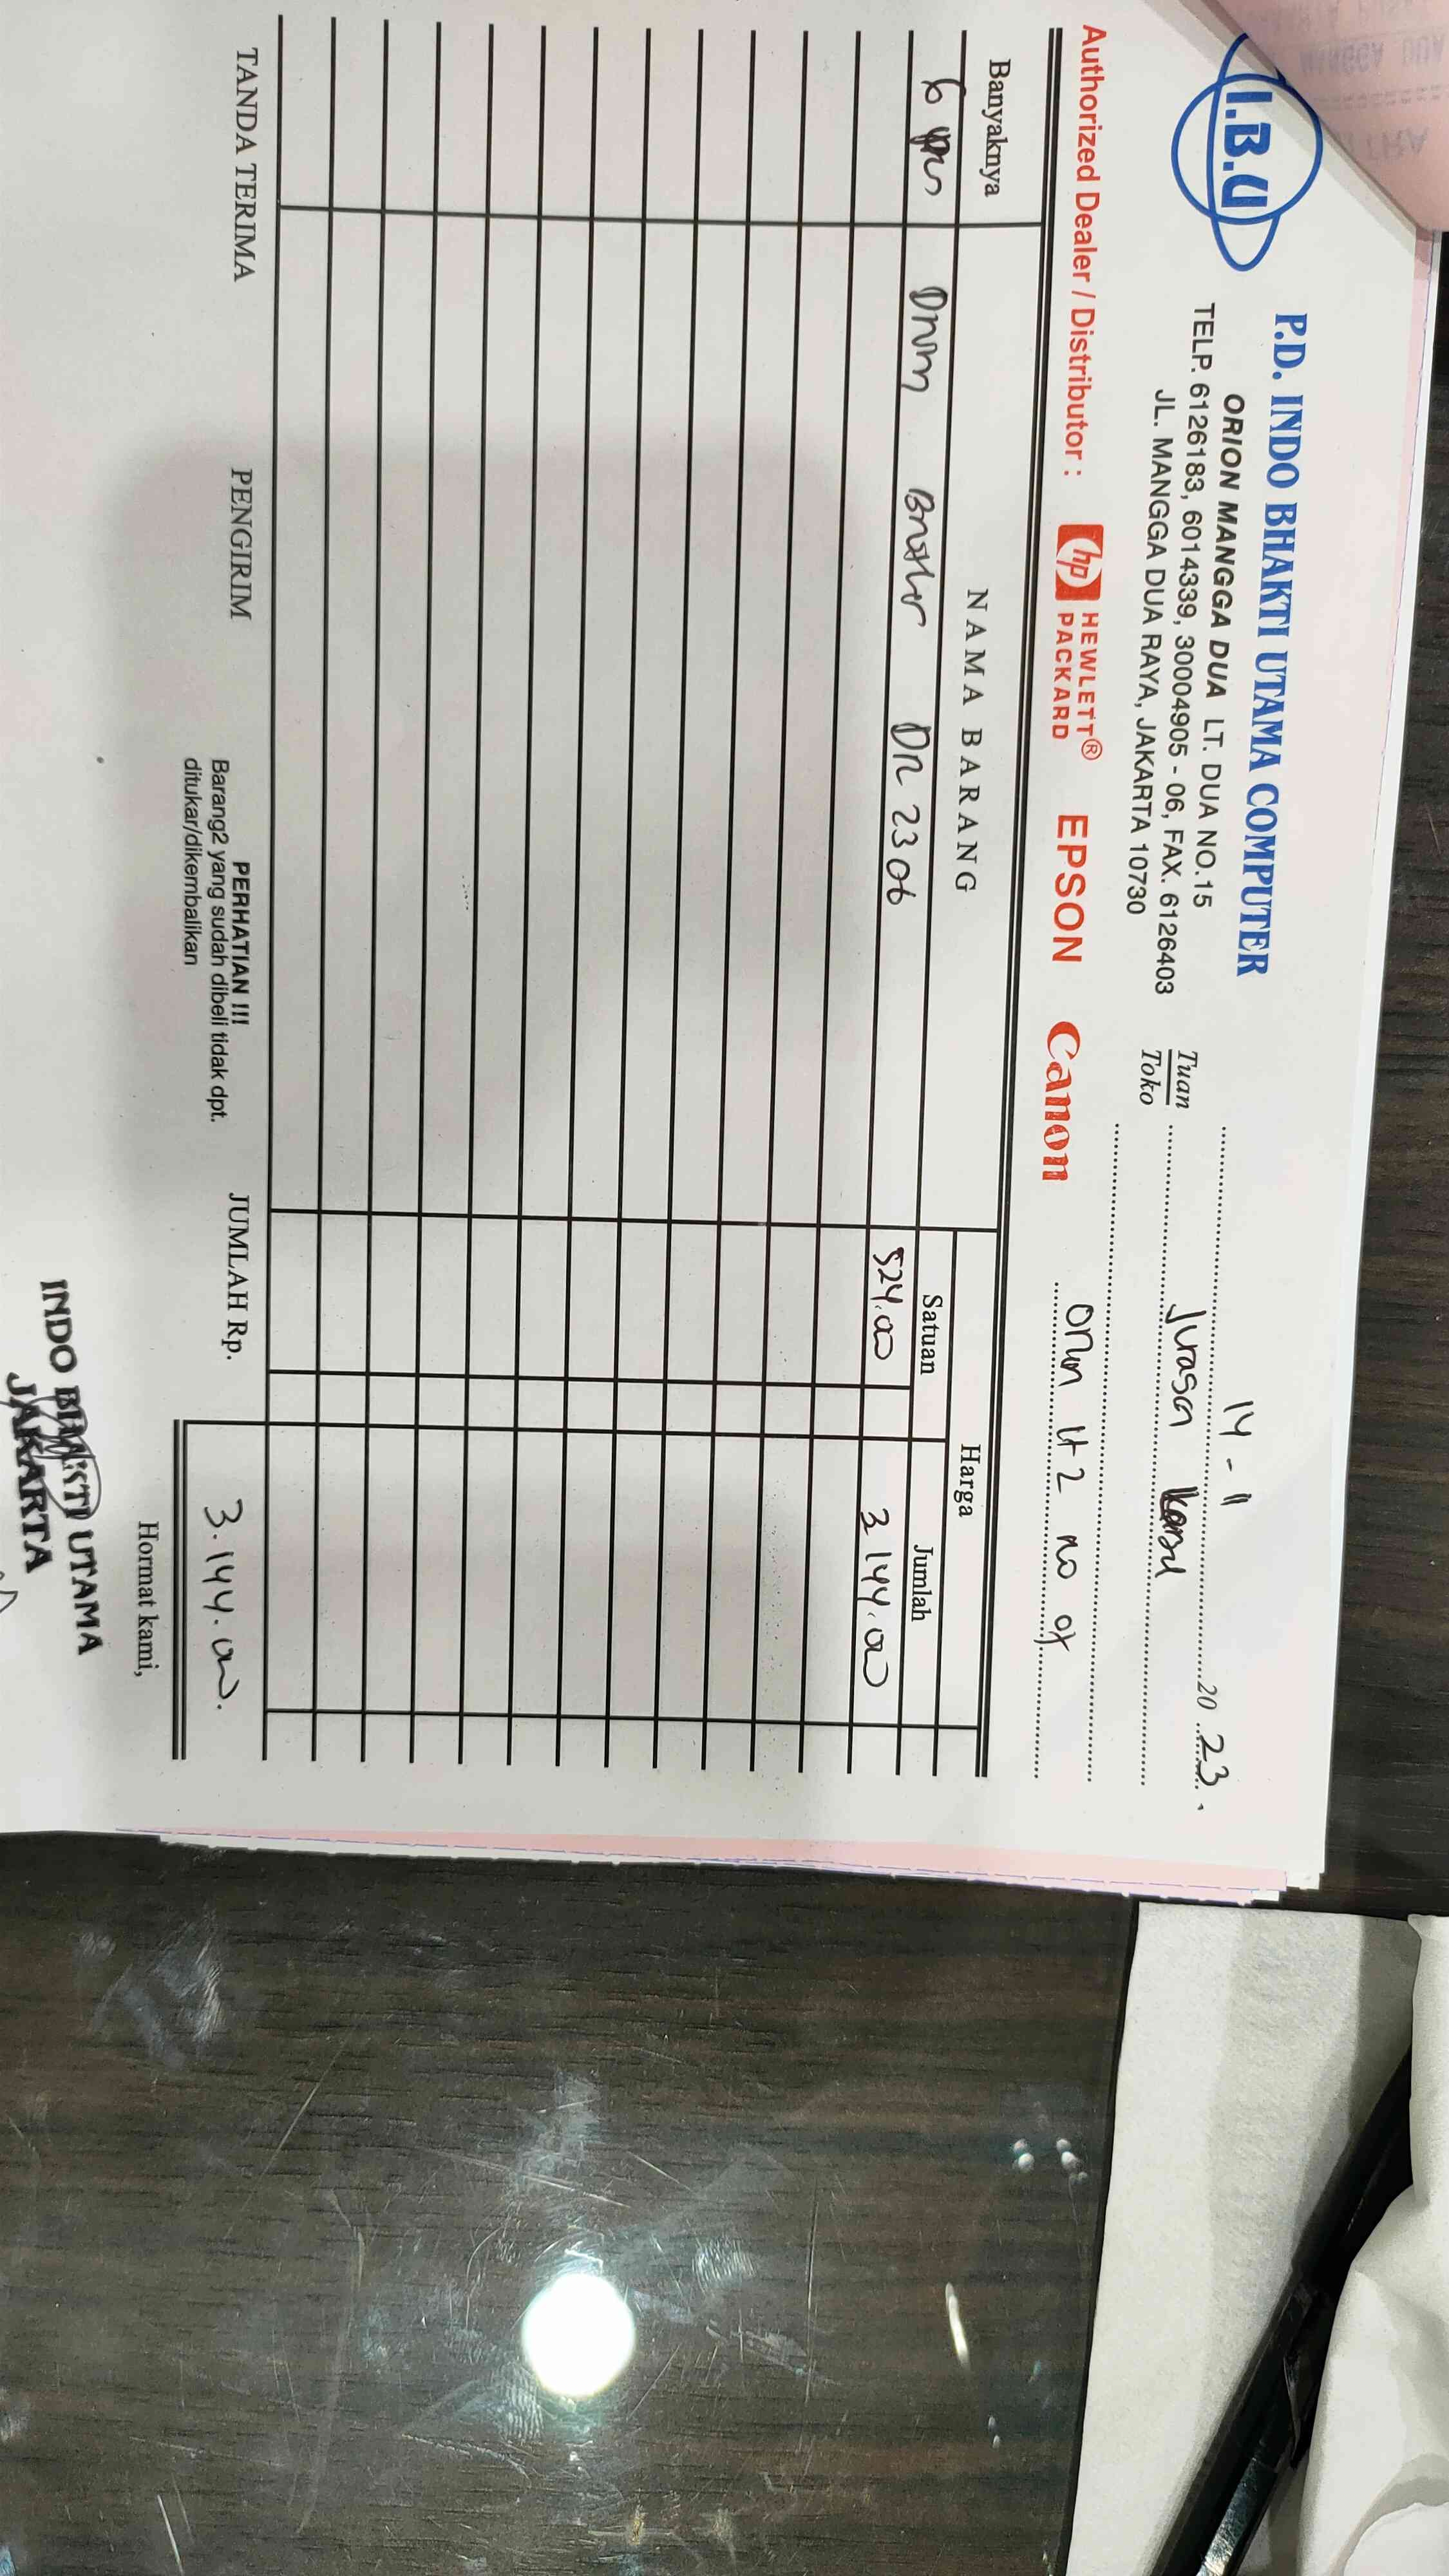 I.B.U
P.D. INDO BHAKTI UTAMA COMPUTER
ORION MANGGA DUA LT. DUA NO.15
TELP. 6126183, 6014339, 30004905 - 06, FAX. 6126403
JL. MANGGA DUA RAYA, JAKARTA 10730
14 - 11 20 23.
Tuan
Toko
Jurasa
Authorized Dealer / Distributor : hp HEWLETT® PACKARD EPSON Canon
lt 2 no
Banyaknya NAMA BARANG Harga
Satuan Jumlah
6 Drum Brother DR 2306 524.00 3 144.00
TANDA TERIMA PENGIRIM JUMLAH Rp. 3.144.00.
PERHATIAN !!!
Barang2 yang sudah dibeli tidak dpt.
ditukar/dikembalikan
Hormat kami,
INDO BHAKTI UTAMA
JAKARTA